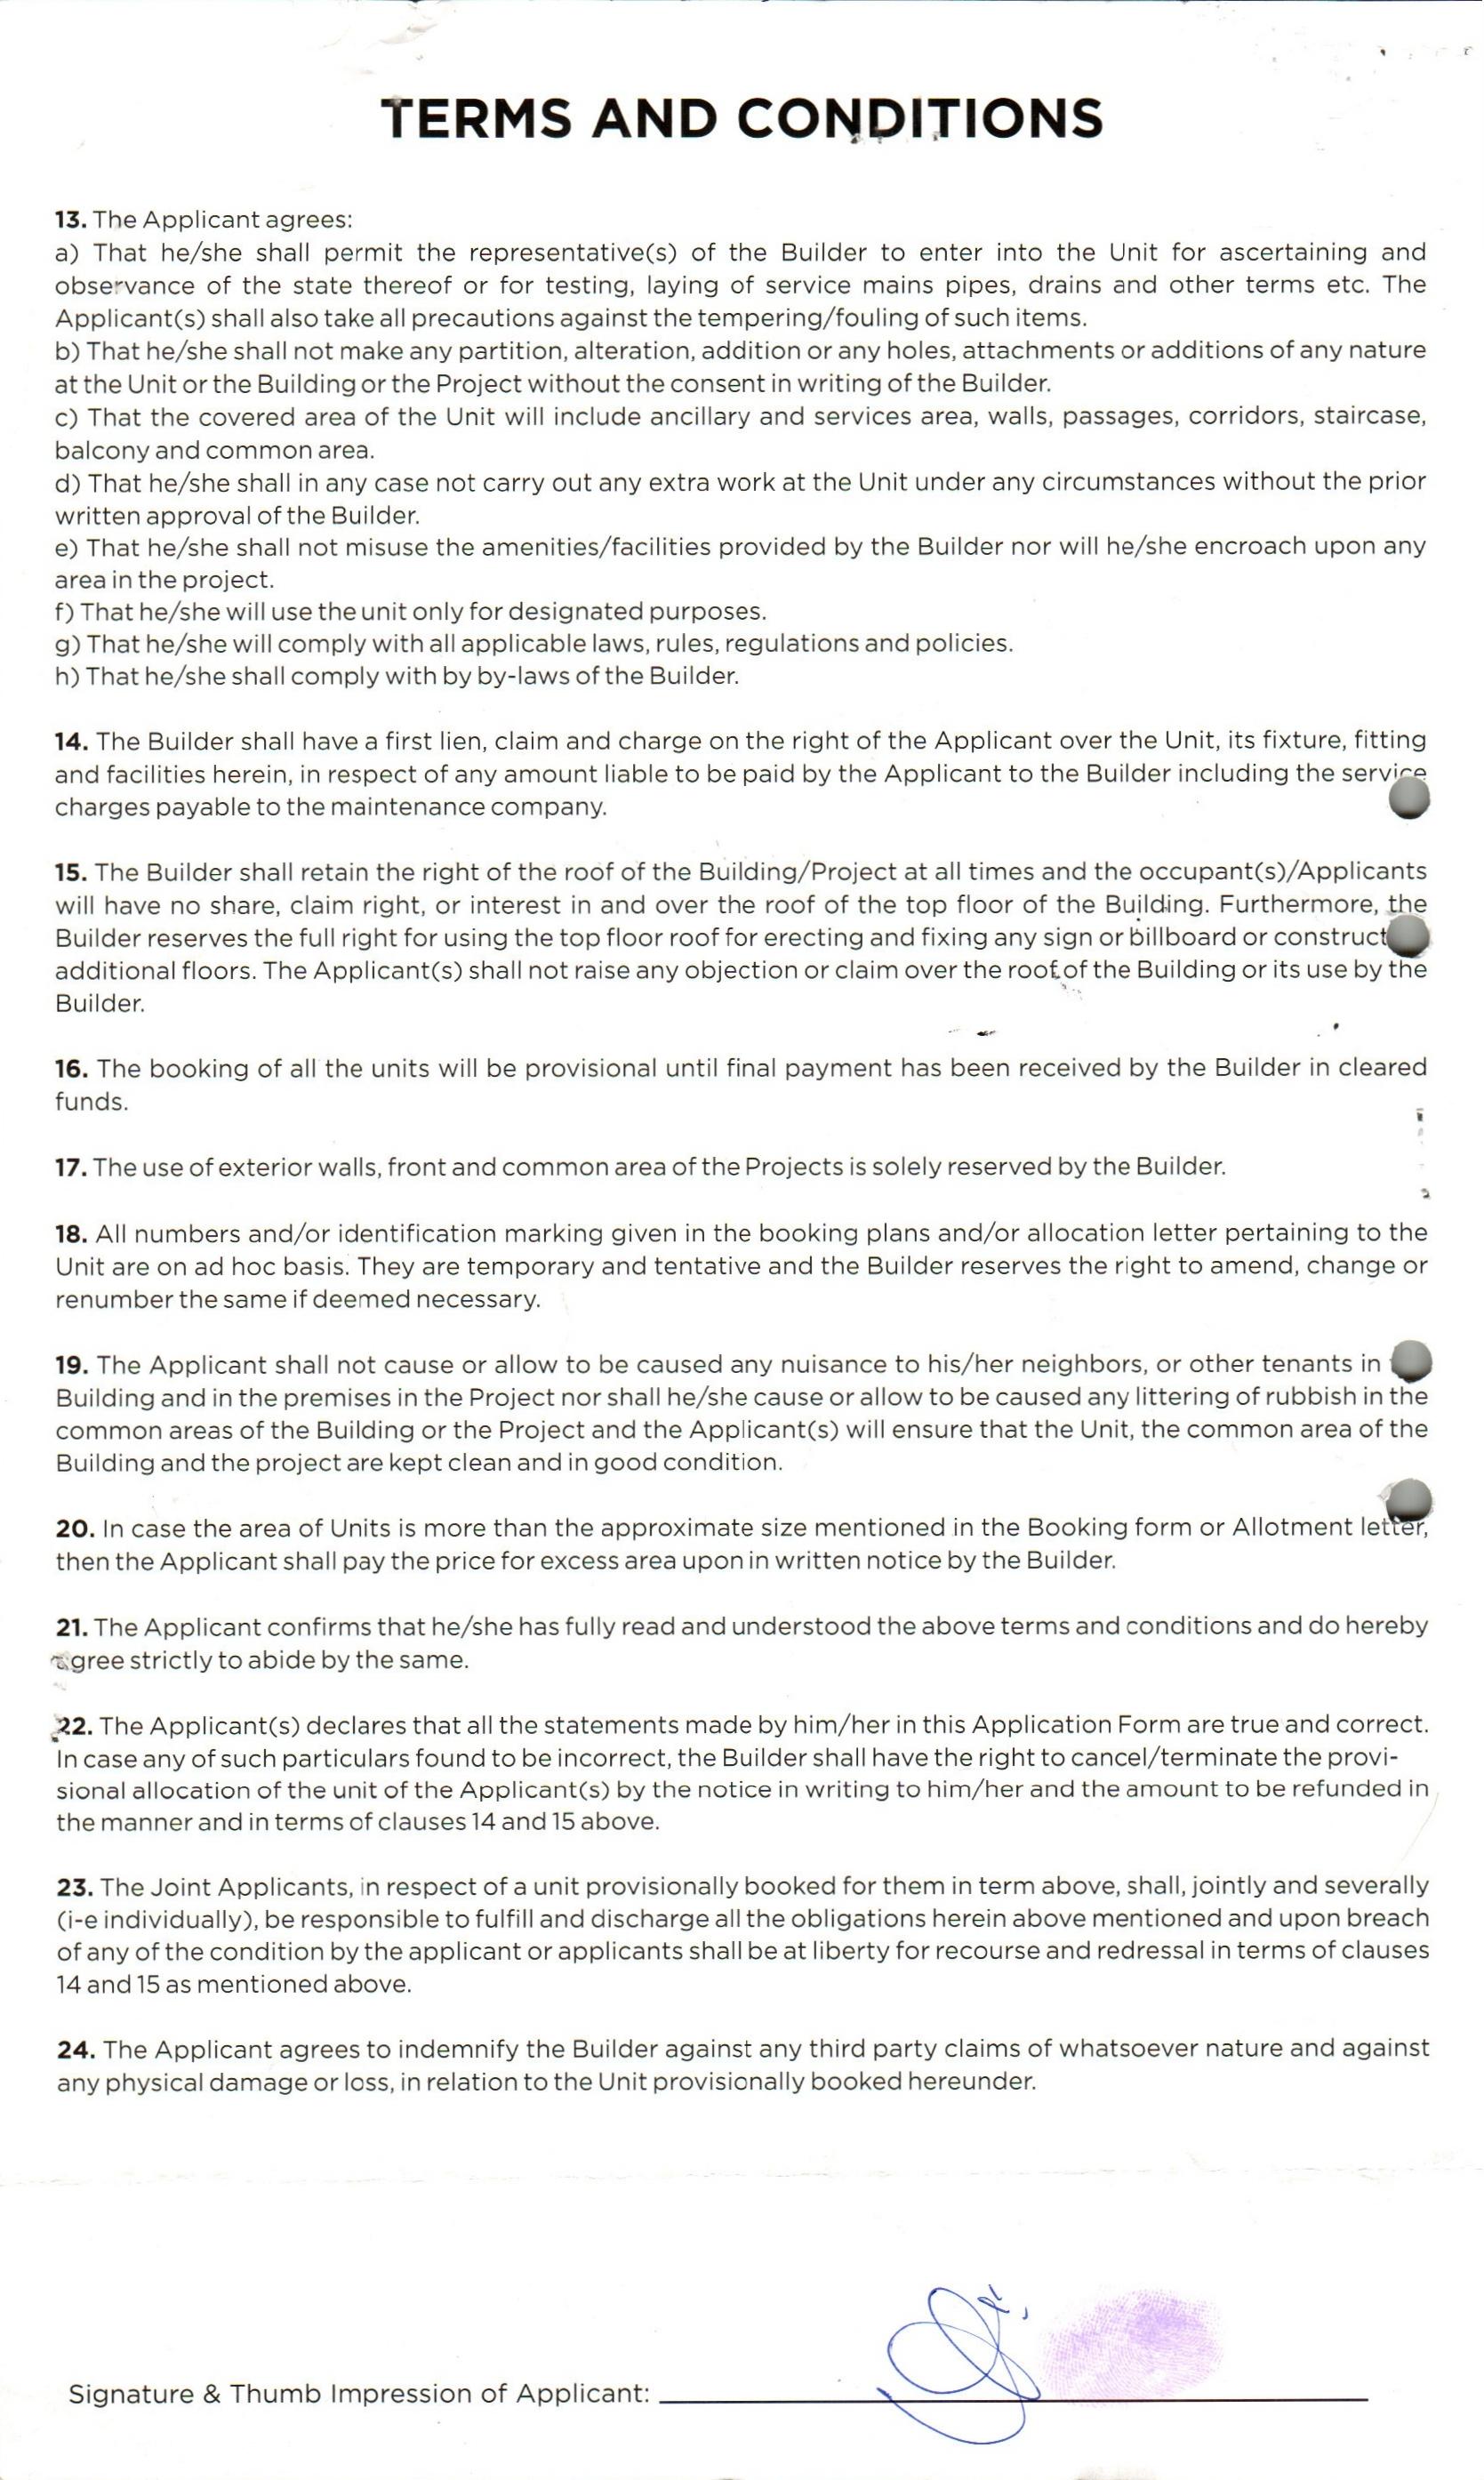 TERMS AND CONDITIONS
13. The Applicant agrees:
a) That he/she shall permit the representative(s) of the Builder to enter into the Unit for ascertaining and
observance of the state thereof or for testing, laying of service mains pipes, drains and other terms etc. The
Applicant(s) shall also take all precautions against the tempering/fouling of such items.
b) That he/she shall not make any partition, alteration, addition or any holes, attachments or additions of any nature
at the Unit or the Building or the Project without the consent in writing of the Builder.
c) That the covered area of the Unit will include ancillary and services area, walls, passages, corridors, staircase,
balcony and common area.
d) That he/she shall in any case not carry out any extra work at the Unit under any circumstances without the prior
written approval of the Builder.
e) That he/she shall not misuse the amenities/facilities provided by the Builder nor will he/she encroach upon any
area in the project.
f) That he/she will use the unit only for designated purposes.
g) That he/she will comply with all applicable laws, rules, regulations and policies.
h) That he/she shall comply with by by-laws of the Builder.
14. The Builder shall have a first lien, claim and charge on the right of the Applicant over the Unit, its fixture, fitting
and facilities herein, in respect of any amount liable to be paid by the Applicant to the Builder including the service
charges payable to the maintenance company.
15. The Builder shall retain the right of the roof of the Building/Project at all times and the occupant(s)/Applicants
will have no share, claim right, or interest in and over the roof of the top floor of the Building. Furthermore, the
Builder reserves the full right for using the top floor roof for erecting and fixing any sign or billboard or construct
additional floors. The Applicant(s) shall not raise any objection or claim over the roof of the Building or its use by the
Builder.
16. The booking of all the units will be provisional until final payment has been received by the Builder in cleared
funds.
17. The use of exterior walls, front and common area of the Projects is solely reserved by the Builder.
18. All numbers and/or identification marking given in the booking plans and/or allocation letter pertaining to the
Unit are on ad hoc basis. They are temporary and tentative and the Builder reserves the right to amend, change or
renumber the same if deemed necessary.
19. The Applicant shall not cause or allow to be caused any nuisance to his/her neighbors, or other tenants in
Building and in the premises in the Project nor shall he/she cause or allow to be caused any littering of rubbish in the
common areas of the Building or the Project and the Applicant(s) will ensure that the Unit, the common area of the
Building and the project are kept clean and in good condition.
20. In case the area of Units is more than the approximate size mentioned in the Booking form or Allotment letter,
then the Applicant shall pay the price for excess area upon in written notice by the Builder.
21. The Applicant confirms that he/she has fully read and understood the above terms and conditions and do hereby
agree strictly to abide by the same.
22. The Applicant(s) declares that all the statements made by him/her in this Application Form are true and correct.
In case any of such particulars found to be incorrect, the Builder shall have the right to cancel/terminate the provi-
sional allocation of the unit of the Applicant(s) by the notice in writing to him/her and the amount to be refunded in
the manner and in terms of clauses 14 and 15 above.
23. The Joint Applicants, in respect of a unit provisionally booked for them in term above, shall, jointly and severally
(i-e individually), be responsible to fulfill and discharge all the obligations herein above mentioned and upon breach
of any of the condition by the applicant or applicants shall be at liberty for recourse and redressal in terms of clauses
14 and 15 as mentioned above.
24. The Applicant agrees to indemnify the Builder against any third party claims of whatsoever nature and against
any physical damage or loss, in relation to the Unit provisionally booked hereunder.
Signature & Thumb Impression of Applicant: